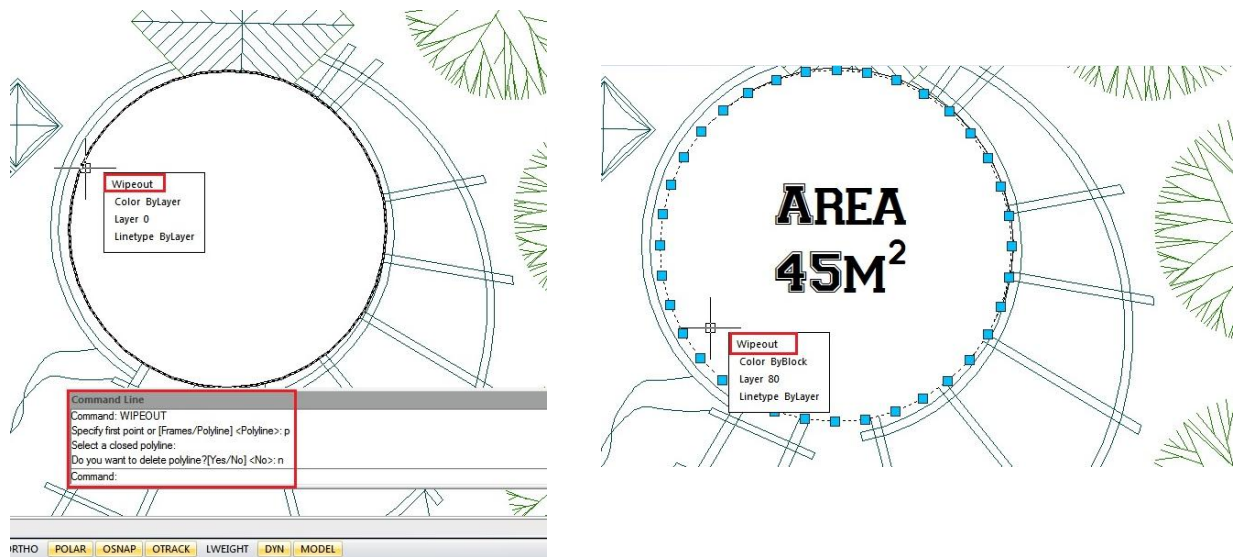 Wipeout
Color ByLayer
Layer 0
Linetype ByLayer
Command Line
Command: WIPEOUT
Specify first point or [Frames/Polyline] <Polyline>: p
Select a closed polyline:
Do you want to delete polyline?[Yes/No] <No>: n
Command:
RTHO POLAR OSNAP OTRACK LWEIGHT DYN MODEL
AREA
45M²
Wipeout
Color ByBlock
Layer 80
Linetype ByLayer